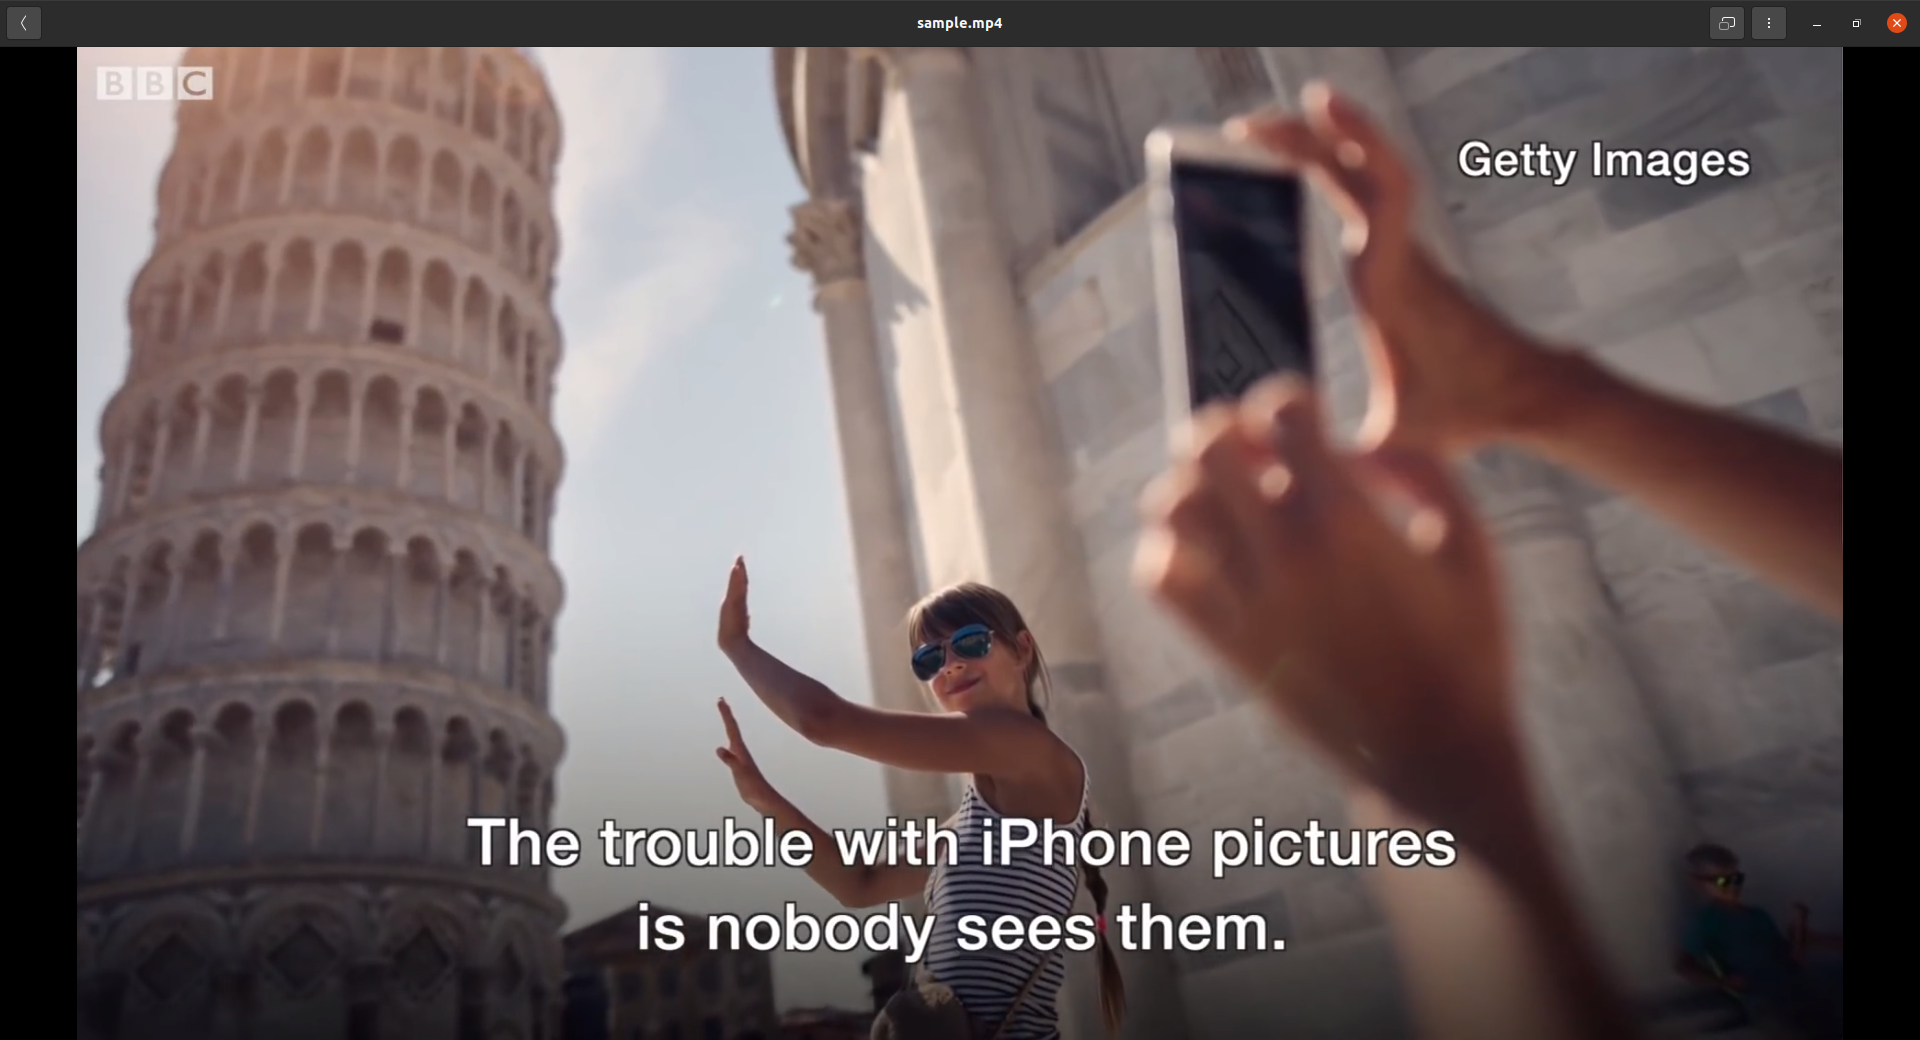 sample.mp4
BBC
Getty Images
The trouble with iPhone pictures
is nobody sees them.